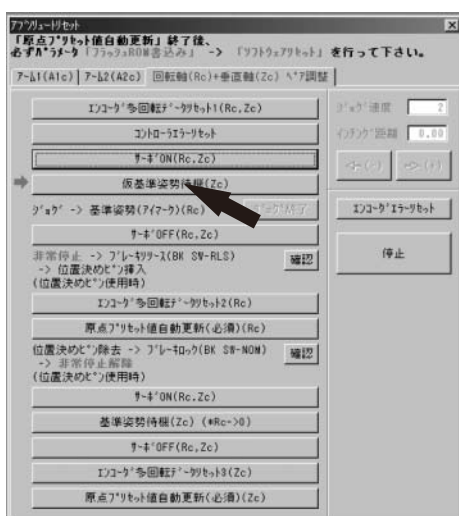 アブソリュートリセット
「原点プリセット値自動更新」終了後、
必ずパラメータ「フラッシュROM書込み」 -> 「ソフトウェアリセット」 を行って下さい。
アーム1(A1c) アーム2(A2c) 回転軸(Rc)+垂直軸(Zc) ペア調整
エンコーダ多回転データリセット1(Rc,Zc)
コントローラエラーリセット
サーボON(Rc,Zc)
仮基準姿勢待機(Zc)
ジョグ -> 基準姿勢(アイマーク)(Rc)
ジョグ終了
サーボOFF(Rc,Zc)
非常停止 -> ブレーキリリース(BK SW-RLS)
-> 位置決めピン挿入
(位置決めピン使用時)
確認
エンコーダ多回転データリセット2(Rc)
原点プリセット値自動更新(必須)(Rc)
位置決めピン除去 -> ブレーキロック(BK SW-NOM)
-> 非常停止解除
(位置決めピン使用時)
確認
サーボON(Rc,Zc)
基準姿勢待機(Zc) (*Rc->0)
サーボOFF(Rc,Zc)
エンコーダ多回転データリセット3(Zc)
原点プリセット値自動更新(必須)(Zc)
ジョグ速度 2
インチング距離 0.00
<-(-) ->(+)
エンコーダエラーリセット
停止